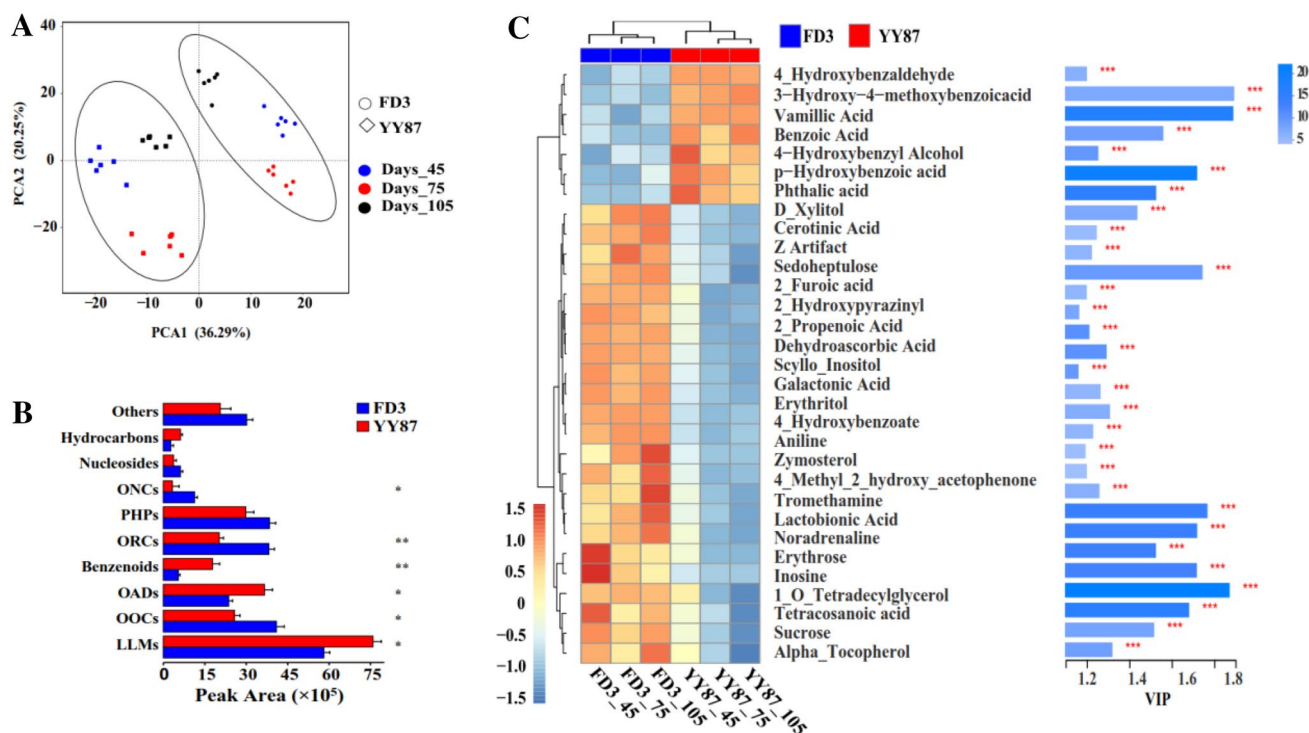 A
40
20
0
−20
−40
PCA2 (20.25%)
−20
−10
0
10
20
PCA1 (36.29%)
FD3
YY87
Days_45
Days_75
Days_105
B
FD3
YY87
Others
Hydrocarbons
Nucleosides
ONCs *
PHPs
ORCs **
Benzenoids **
OADs *
OOCs *
LLMs *
0 15 45 60 75
Peak Area (×10⁵)
C
FD3 YY87
4_Hydroxybenzaldehyde ***
3−Hydroxy−4−methoxybenzoicacid ***
Vamillic Acid ***
Benzoic Acid ***
4−Hydroxybenzyl Alcohol ***
p−Hydroxybenzoic acid ***
Phthalic acid ***
D_Xylitol ***
Cerotinic Acid ***
Z Artifact ***
Sedoheptulose ***
2_Furoic acid ***
2_Hydroxypyrazinyl ***
2_Propenoic Acid ***
Dehydroascorbic Acid ***
Scyllo_Inositol ***
Galactonic Acid ***
Erythritol ***
4_Hydroxybenzoate ***
Aniline ***
Zymosterol ***
4_Methyl_2_hydroxy_acetophenone ***
Tromethamine ***
Lactobionic Acid ***
Noradrenaline ***
Erythrose ***
Inosine ***
1_O_Tetradecylglycerol ***
Tetracosanoic acid ***
Sucrose ***
Alpha_Tocopherol ***
1.5
1.0
0.5
0
−0.5
−1.0
−1.5
FD3_45
FD3_75
FD3_105
YY87_45
YY87_75
YY87_105
20
15
10
5
1.2 1.4 1.6 1.8
VIP